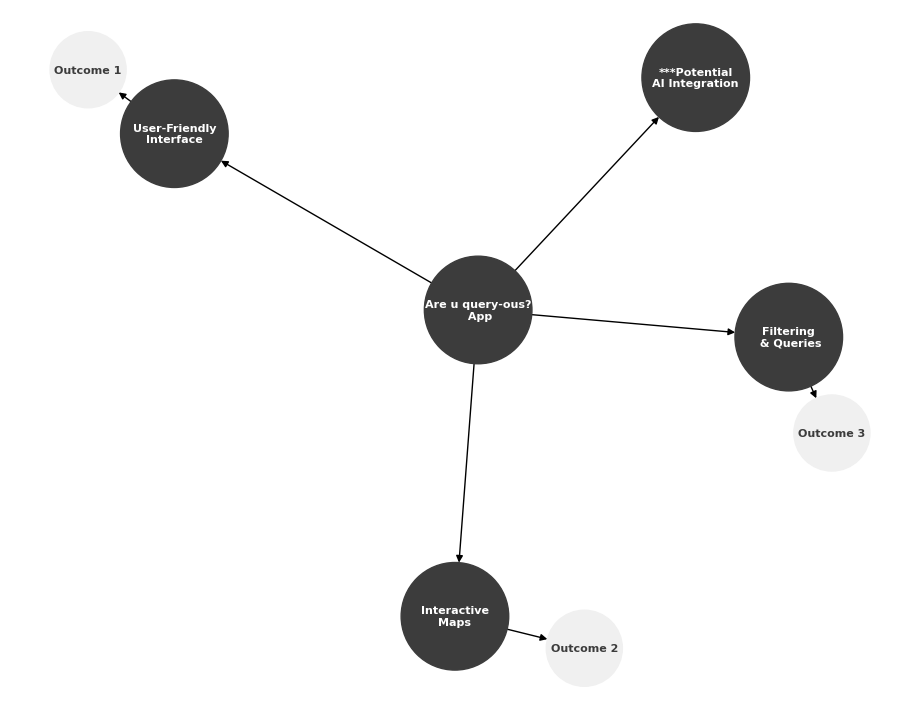 Outcome 1
***Potential
AI Integration
User-Friendly
Interface
Are u query-ous?
App
Filtering
& Queries
Outcome 3
Interactive
Maps
Outcome 2